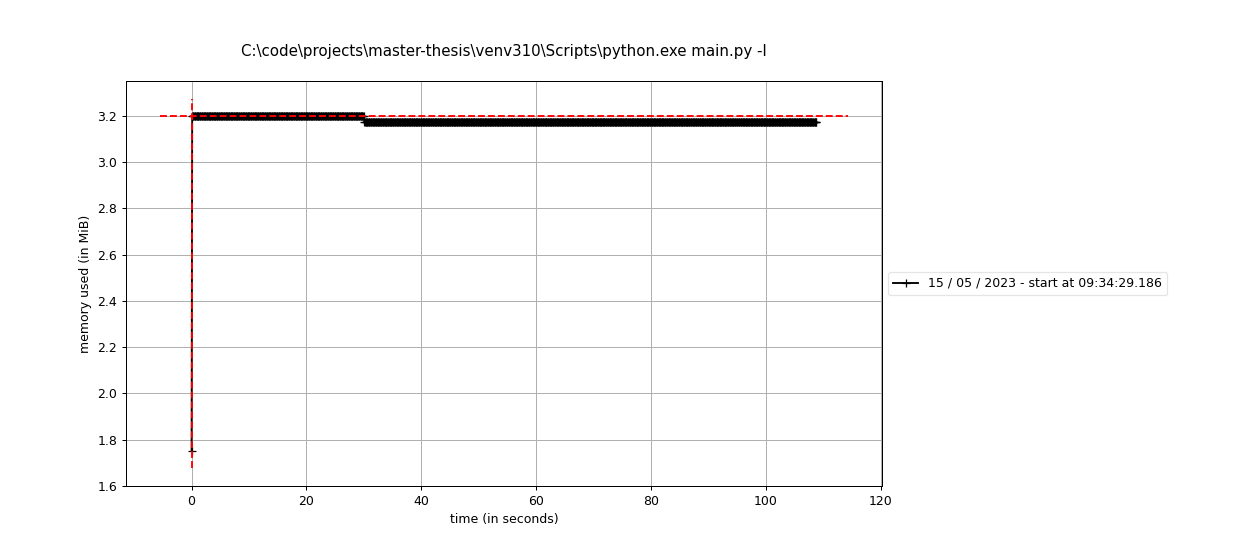 C:\code\projects\master-thesis\venv310\Scripts\python.exe main.py -l
memory used (in MiB)
3.2
3.0
2.8
2.6
2.4
2.2
2.0
1.8
1.6
0 20 40 60 80 100 120
time (in seconds)
15 / 05 / 2023 - start at 09:34:29.186